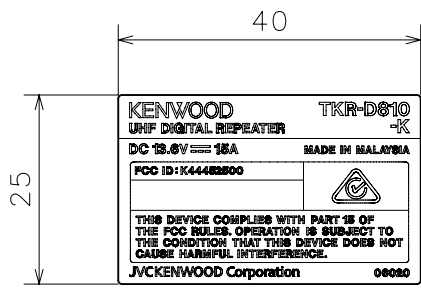 40
25
KENWOOD TKR-D810
UHF DIGITAL REPEATER -K
DC 13.6V 15A MADE IN MALAYSIA
FCC ID: K44452500
THIS DEVICE COMPLIES WITH PART 15 OF
THE FCC RULES. OPERATION IS SUBJECT TO
THE CONDITION THAT THIS DEVICE DOES NOT
CAUSE HARMFUL INTERFERENCE.
JVCKENWOOD Corporation 06020